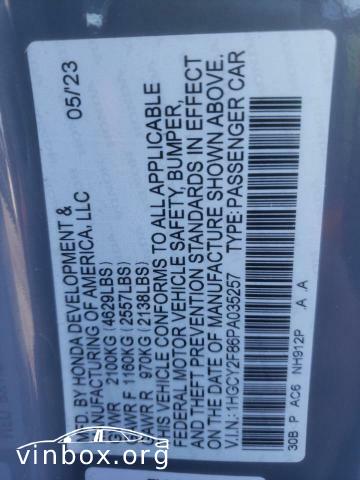 MFD. BY HONDA DEVELOPMENT &
MANUFACTURING OF AMERICA, LLC 05/23
GVWR 2100KG (4629LBS)
GAWR F 1160KG (2557LBS)
GAWR R 970KG (2138LBS)
THIS VEHICLE CONFORMS TO ALL APPLICABLE
FEDERAL MOTOR VEHICLE SAFETY, BUMPER,
AND THEFT PREVENTION STANDARDS IN EFFECT
ON THE DATE OF MANUFACTURE SHOWN ABOVE.
V.I.N.: 1HGCY2F86PA035257 TYPE: PASSENGER CAR
30B P AC6 NH912P A A
vinbox.org